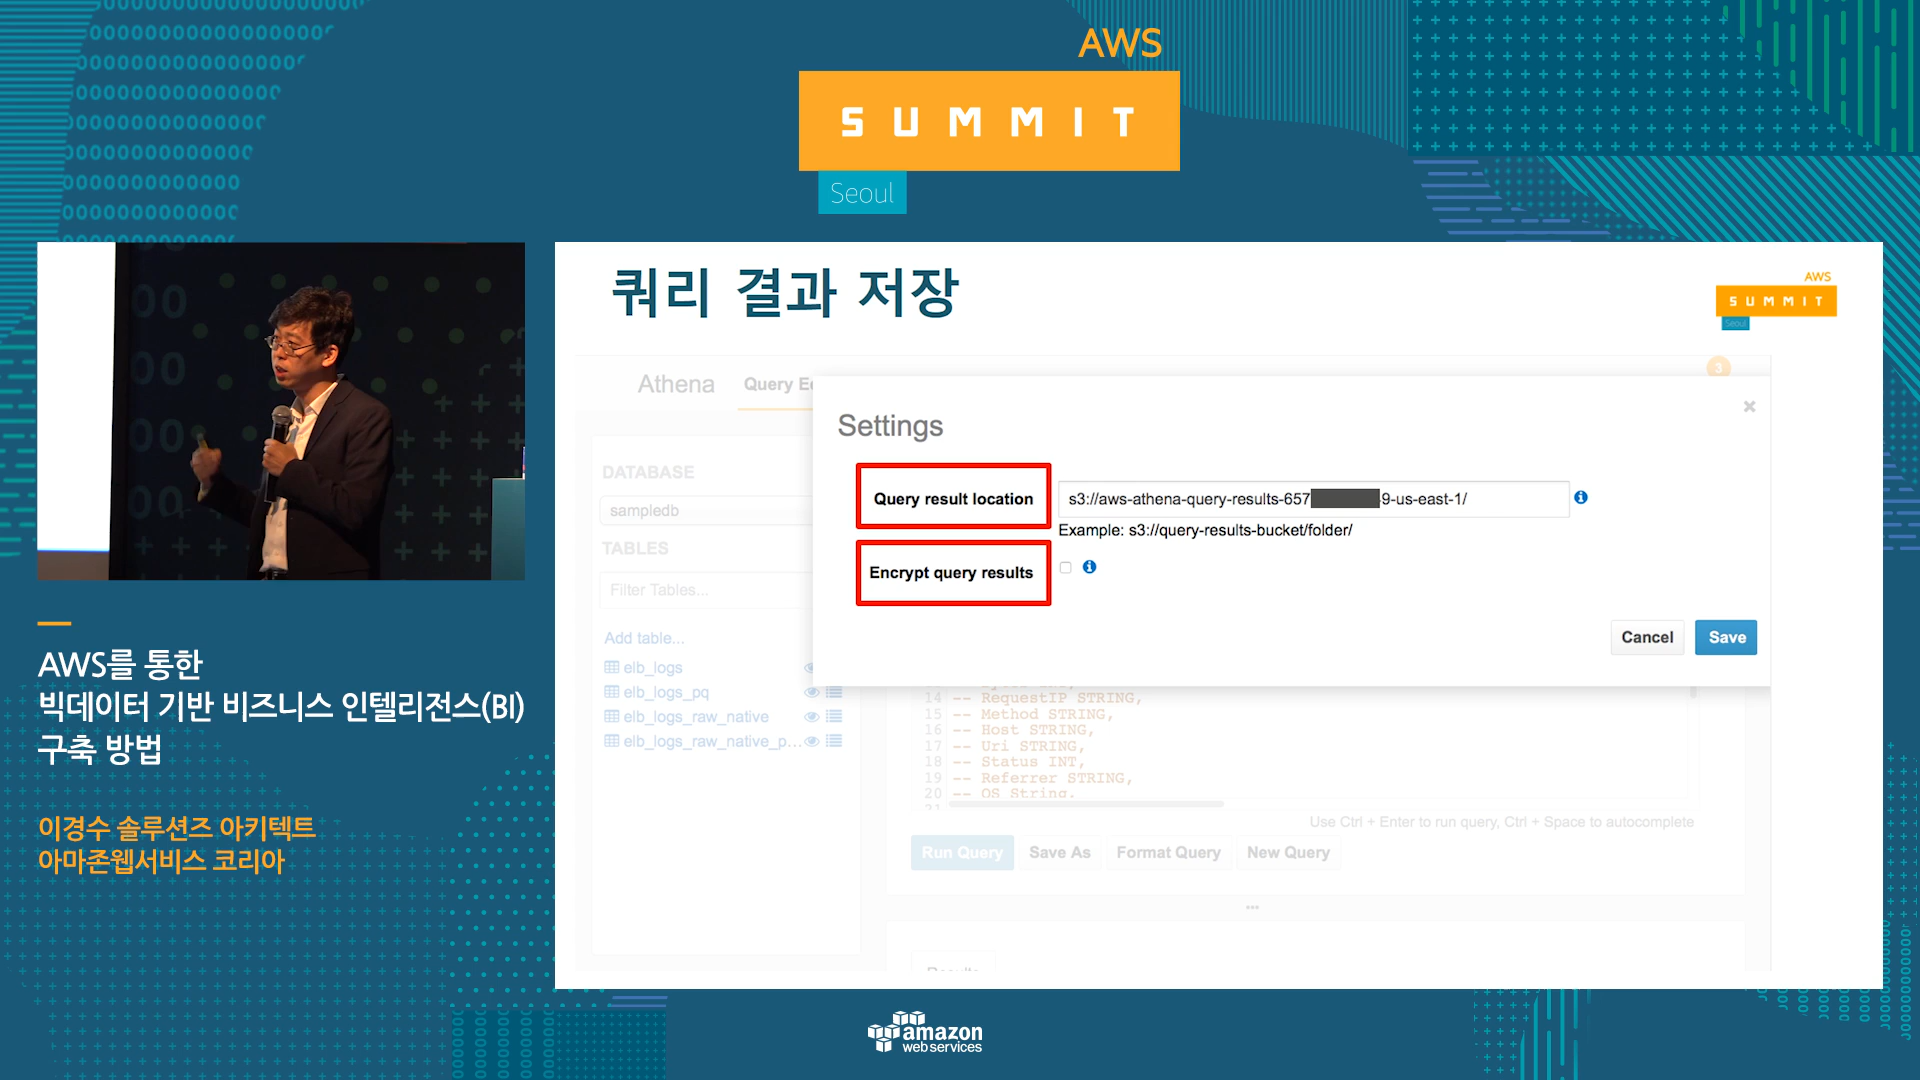 AWS
SUMMIT
Seoul
쿼리 결과 저장
AWS
SUMMIT
Seoul
Athena
Query Ed
3
Settings
DATABASE
Query result location
s3://aws-athena-query-results-657
9-us-east-1/
sampledb
Example: s3://query-results-bucket/folder/
TABLES
Encrypt query results
Filter Tables...
Add table...
Cancel
Save
elb_logs
elb_logs_pq
elb_logs_raw_native
elb_logs_raw_native_p...
14 -- RequestIP STRING,
15 -- Method STRING,
16 -- Host STRING,
17 -- Uri STRING,
18 -- Status INT,
19 -- Referrer STRING,
20 -- OS String,
21
Use Ctrl + Enter to run query, Ctrl + Space to autocomplete
Run Query
Save As
Format Query
New Query
Results
AWS를 통한
빅데이터 기반 비즈니스 인텔리전스(BI)
구축 방법
이경수 솔루션즈 아키텍트
아마존웹서비스 코리아
amazon
web services